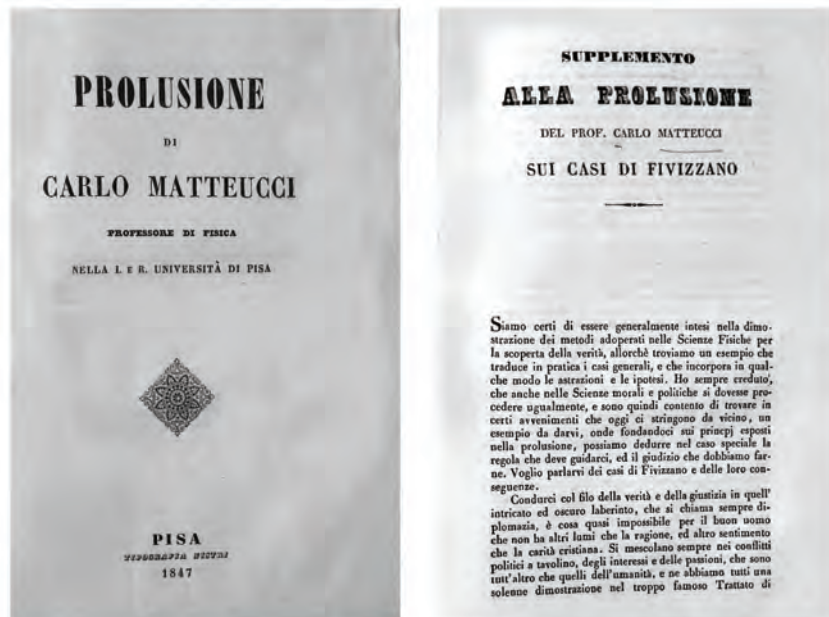 PROLUSIONE
DI
CARLO MATTEUCCI
PROFESSORE DI FISICA
NELLA I. E R. UNIVERSITÀ DI PISA
PISA
TIPOGRAFIA NISTRI
1847
SUPPLEMENTO
ALLA PROLUSIONE
DEL PROF. CARLO MATTEUCCI
SUI CASI DI FIVIZZANO
Siamo certi di essere generalmente intesi nella dimo-
strazione dei metodi adoperati nelle Scienze Fisiche per
la scoperta della verità, allorchè troviamo un esempio che
traduce in pratica i casi generali, e che incorpora in qual-
che modo le astrazioni e le ipotesi. Ho sempre creduto,
che anche nelle Scienze morali e politiche si dovesse pro-
cedere ugualmente, e sono quindi contento di trovare in
certi avvenimenti che oggi ci stringono da vicino, un
esempio da darvi, onde fondandoci sui principj esposti
nella prolusione, possiamo dedurre nel caso speciale la
regola che deve guidarci, ed il giudizio che dobbiamo far-
ne. Voglio parlarvi dei casi di Fivizzano e delle loro con-
seguenze.
Condurci col filo della verità e della giustizia in quell'
intricato ed oscuro laberinto, che si chiama sempre di-
plomazia, è cosa quasi impossibile per il buon uomo
che non ha altri lumi che la ragione, ed altro sentimento
che la carità cristiana. Si mescolano sempre nei conflitti
politici a tavolino, degli interessi e delle passioni, che sono
tutt'altro che quelli dell'umanità, e ne abbiamo tutti una
solenne dimostrazione nel troppo famoso Trattato di